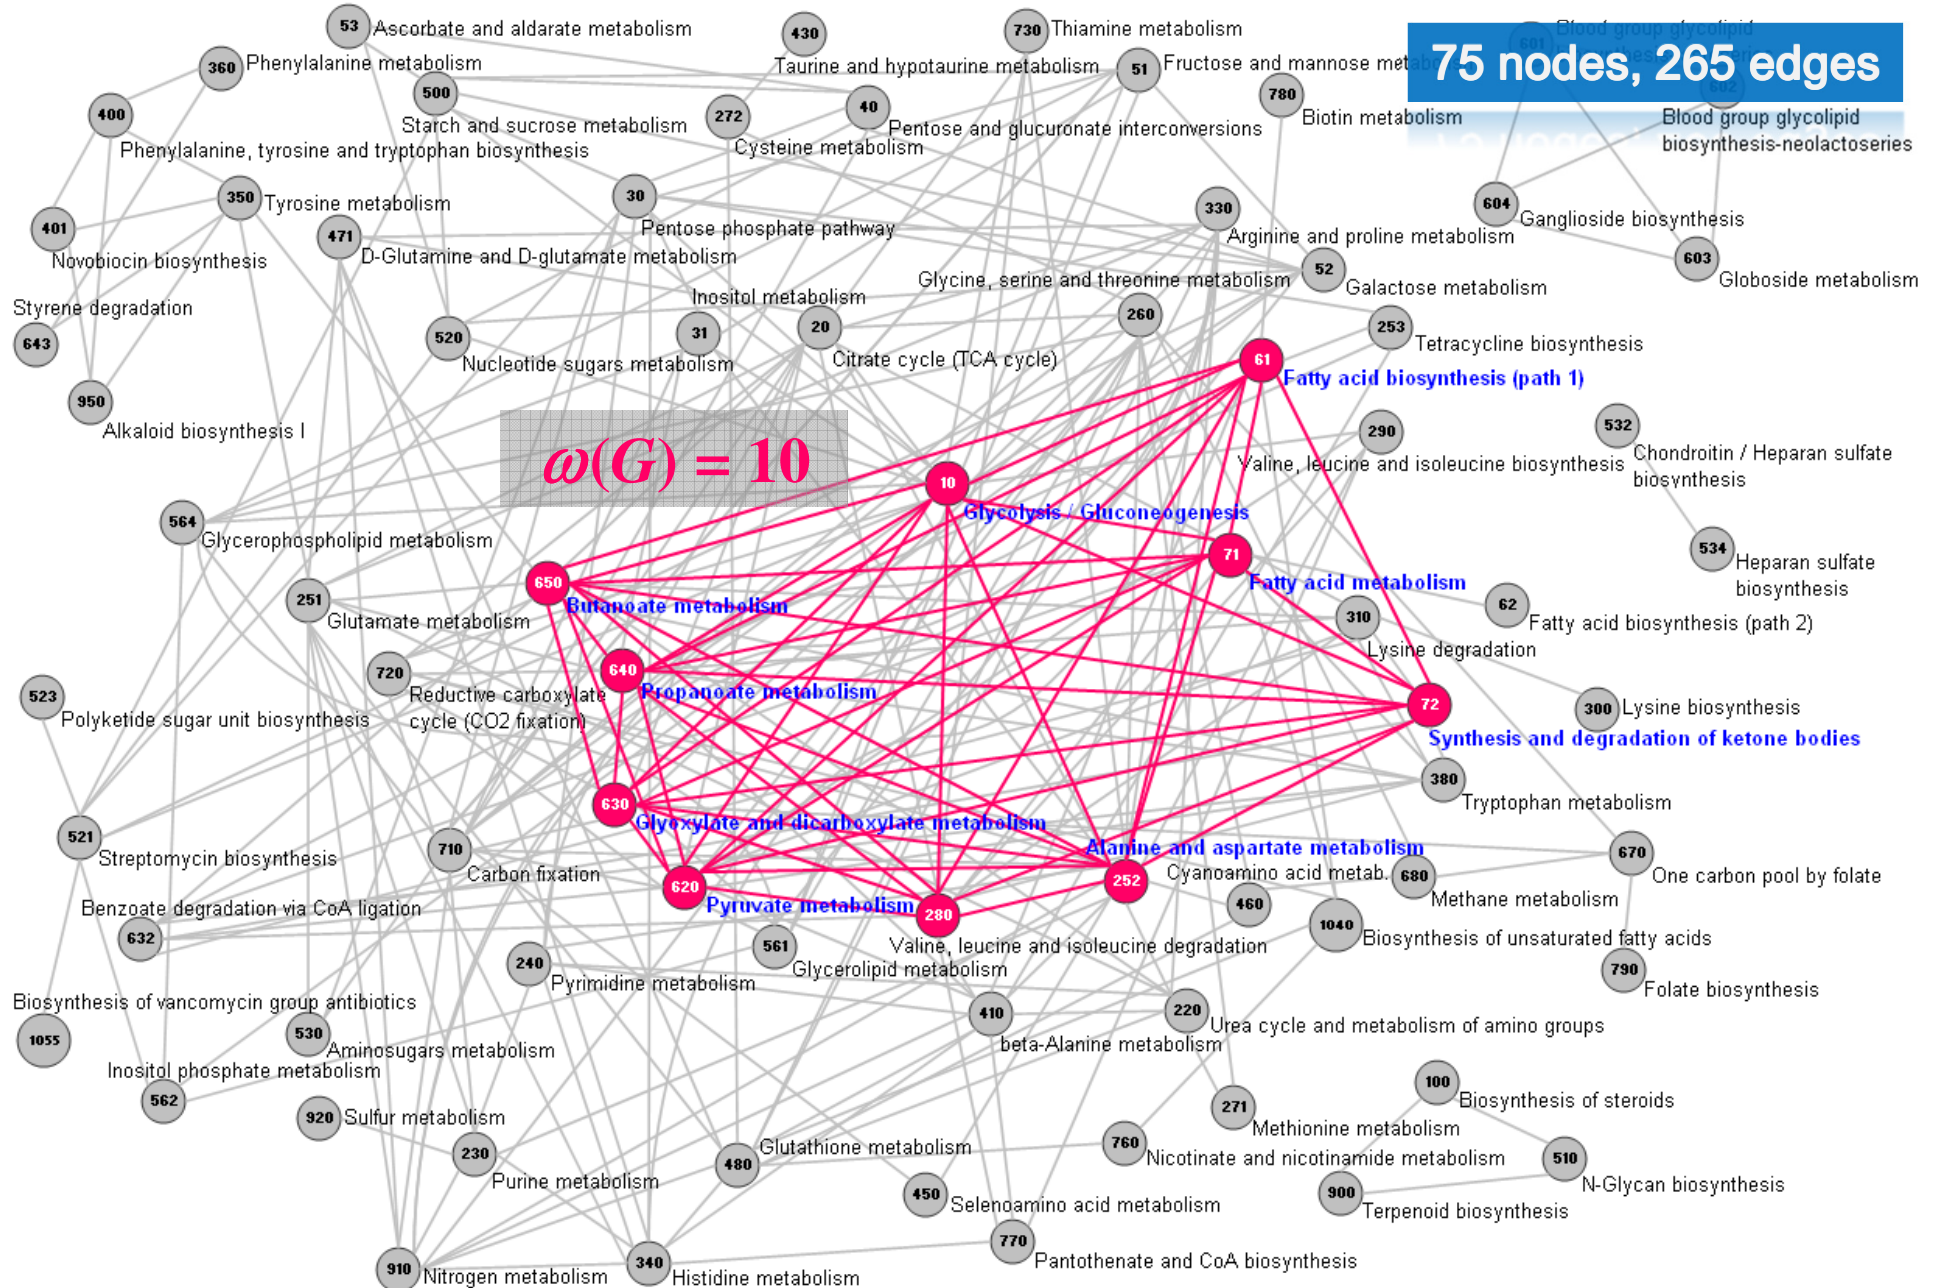 53 Ascorbate and aldarate metabolism
430
Taurine and hypotaurine metabolism
730 Thiamine metabolism
51 Fructose and mannose
601 Blood group glycolipid
75 nodes, 265 edges
360 Phenylalanine metabolism
500
Starch and sucrose metabolism
40
Pentose and glucuronate interconversions
272
Cysteine metabolism
780
Biotin metabolism
602
Blood group glycolipid
biosynthesis-neolactoseries
400
Phenylalanine, tyrosine and tryptophan biosynthesis
350 Tyrosine metabolism
30
Pentose phosphate pathway
330
Arginine and proline metabolism
604
Ganglioside biosynthesis
401
Novobiocin biosynthesis
471
D-Glutamine and D-glutamate metabolism
603
Globoside metabolism
52
Galactose metabolism
Glycine, serine and threonine metabolism
260
Styrene degradation
643
Inositol metabolism
31
520
Nucleotide sugars metabolism
20
Citrate cycle (TCA cycle)
253
Tetracycline biosynthesis
61
Fatty acid biosynthesis (path 1)
950
Alkaloid biosynthesis I
ω(G) = 10
290
Valine, leucine and isoleucine biosynthesis
532
Chondroitin / Heparan sulfate
biosynthesis
10
Glycolysis / Gluconeogenesis
564
Glycerophospholipid metabolism
534
Heparan sulfate
biosynthesis
71
Fatty acid metabolism
650
Butanoate metabolism
251
Glutamate metabolism
310
Lysine degradation
62
Fatty acid biosynthesis (path 2)
640
Propanoate metabolism
720
Reductive carboxylate
cycle (CO2 fixation)
523
Polyketide sugar unit biosynthesis
72
Synthesis and degradation of ketone bodies
300 Lysine biosynthesis
380
Tryptophan metabolism
630
Glyoxylate and dicarboxylate metabolism
521
Streptomycin biosynthesis
710
Carbon fixation
Alanine and aspartate metabolism
252
Cyanoamino acid metab.
460
680
Methane metabolism
670
One carbon pool by folate
620
Pyruvate metabolism
280
Valine, leucine and isoleucine degradation
Benzoate degradation via CoA ligation
632
1040
Biosynthesis of unsaturated fatty acids
561
Glycerolipid metabolism
240
Pyrimidine metabolism
790
Folate biosynthesis
Biosynthesis of vancomycin group antibiotics
1055
530
Aminosugars metabolism
410
beta-Alanine metabolism
220
Urea cycle and metabolism of amino groups
Inositol phosphate metabolism
562
100
Biosynthesis of steroids
920 Sulfur metabolism
271
Methionine metabolism
230
Purine metabolism
480
Glutathione metabolism
760
Nicotinate and nicotinamide metabolism
510
N-Glycan biosynthesis
450
Selenoamino acid metabolism
900
Terpenoid biosynthesis
770
Pantothenate and CoA biosynthesis
910
Nitrogen metabolism
340
Histidine metabolism